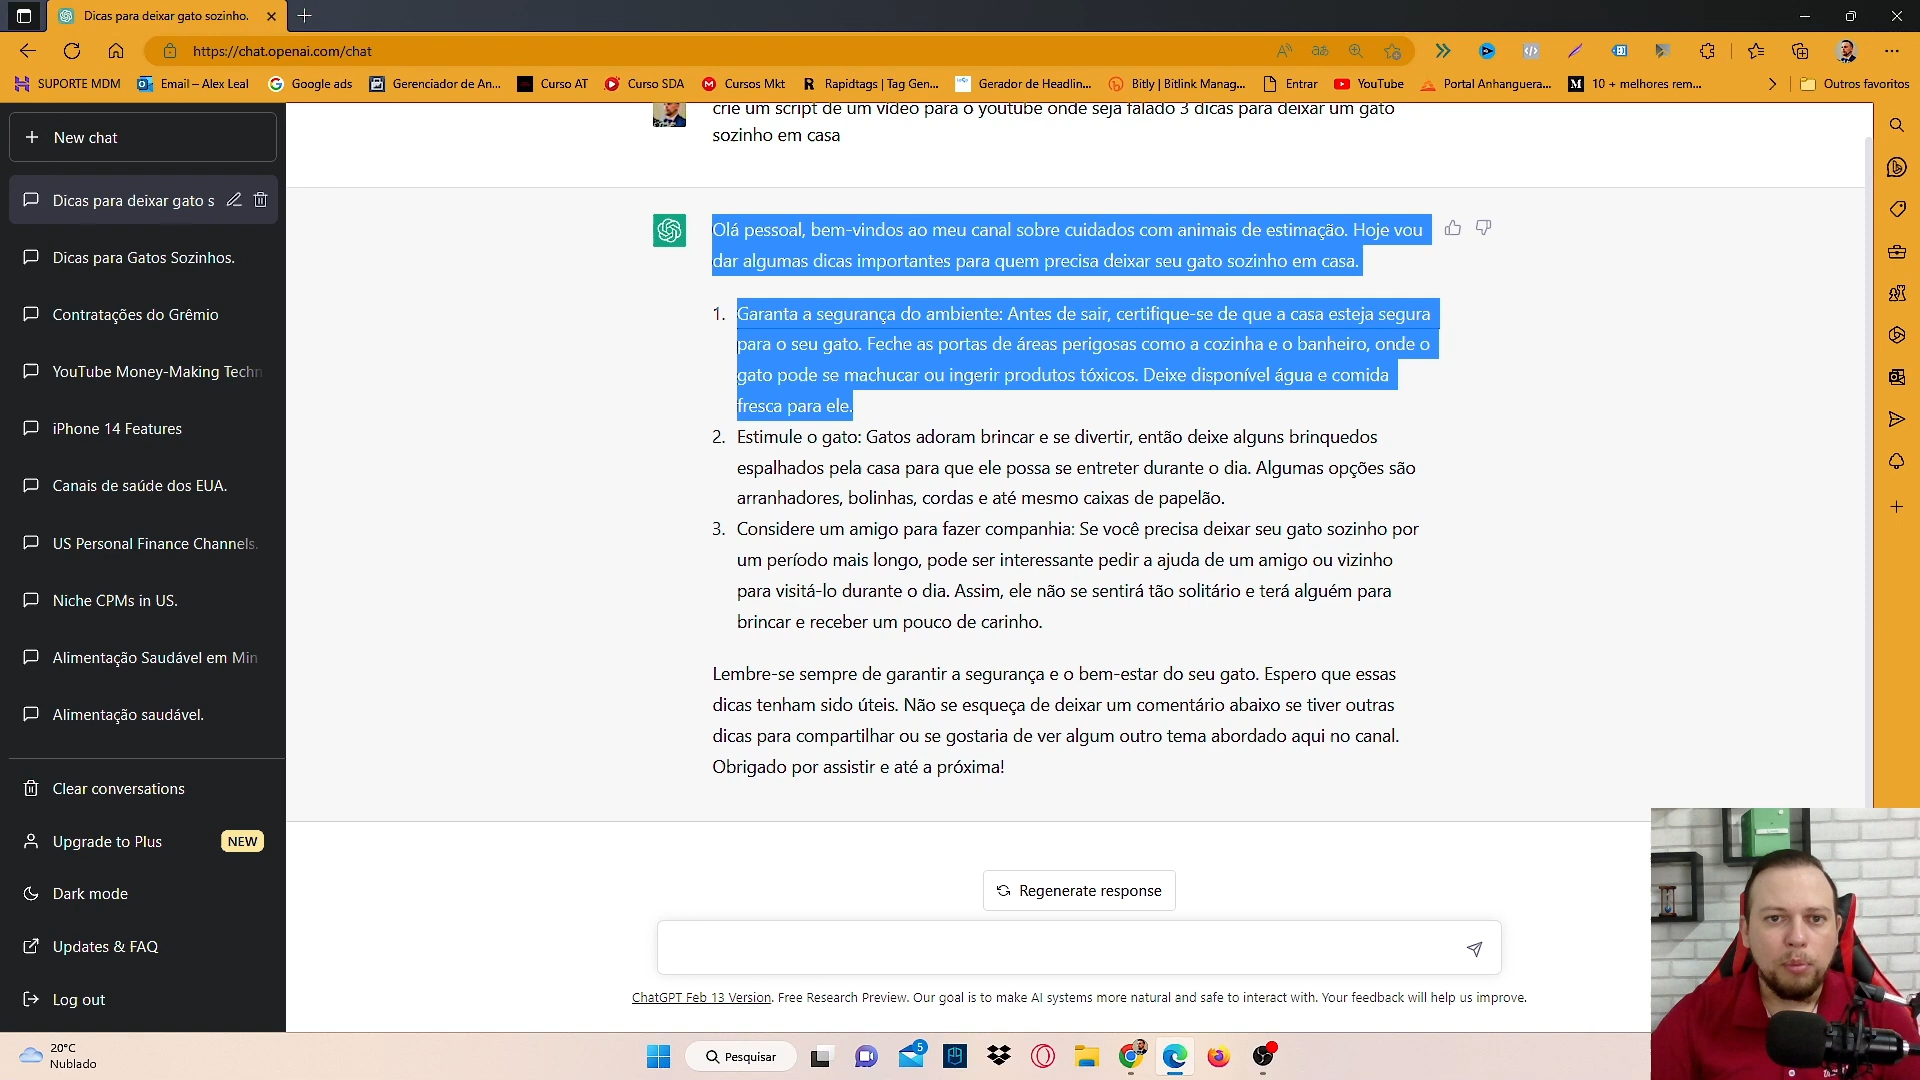 Dicas para deixar gato sozinho.
https://chat.openai.com/chat
SUPORTE MDM
Email – Alex Leal
Google ads
Gerenciador de An...
Curso AT
Curso SDA
Cursos Mkt
Rapidtags | Tag Gen...
Gerador de Headlin...
Bitly | Bitlink Manag...
Entrar
YouTube
Portal Anhanguera...
10 + melhores rem...
Outros favoritos
New chat
Dicas para deixar gato s
Dicas para Gatos Sozinhos.
Contratações do Grêmio
YouTube Money-Making Techn
iPhone 14 Features
Canais de saúde dos EUA.
US Personal Finance Channels.
Niche CPMs in US.
Alimentação Saudável em Min
Alimentação saudável.
Clear conversations
Upgrade to Plus
NEW
Dark mode
Updates & FAQ
Log out
crie um script de um vídeo para o youtube onde seja falado 3 dicas para deixar um gato
sozinho em casa
Olá pessoal, bem-vindos ao meu canal sobre cuidados com animais de estimação. Hoje vou
dar algumas dicas importantes para quem precisa deixar seu gato sozinho em casa.
1. Garanta a segurança do ambiente: Antes de sair, certifique-se de que a casa esteja segura
para o seu gato. Feche as portas de áreas perigosas como a cozinha e o banheiro, onde o
gato pode se machucar ou ingerir produtos tóxicos. Deixe disponível água e comida
fresca para ele.
2. Estimule o gato: Gatos adoram brincar e se divertir, então deixe alguns brinquedos
espalhados pela casa para que ele possa se entreter durante o dia. Algumas opções são
arranhadores, bolinhas, cordas e até mesmo caixas de papelão.
3. Considere um amigo para fazer companhia: Se você precisa deixar seu gato sozinho por
um período mais longo, pode ser interessante pedir a ajuda de um amigo ou vizinho
para visitá-lo durante o dia. Assim, ele não se sentirá tão solitário e terá alguém para
brincar e receber um pouco de carinho.
Lembre-se sempre de garantir a segurança e o bem-estar do seu gato. Espero que essas
dicas tenham sido úteis. Não se esqueça de deixar um comentário abaixo se tiver outras
dicas para compartilhar ou se gostaria de ver algum outro tema abordado aqui no canal.
Obrigado por assistir e até a próxima!
Regenerate response
ChatGPT Feb 13 Version. Free Research Preview. Our goal is to make AI systems more natural and safe to interact with. Your feedback will help us improve.
20°C
Nublado
Pesquisar
5